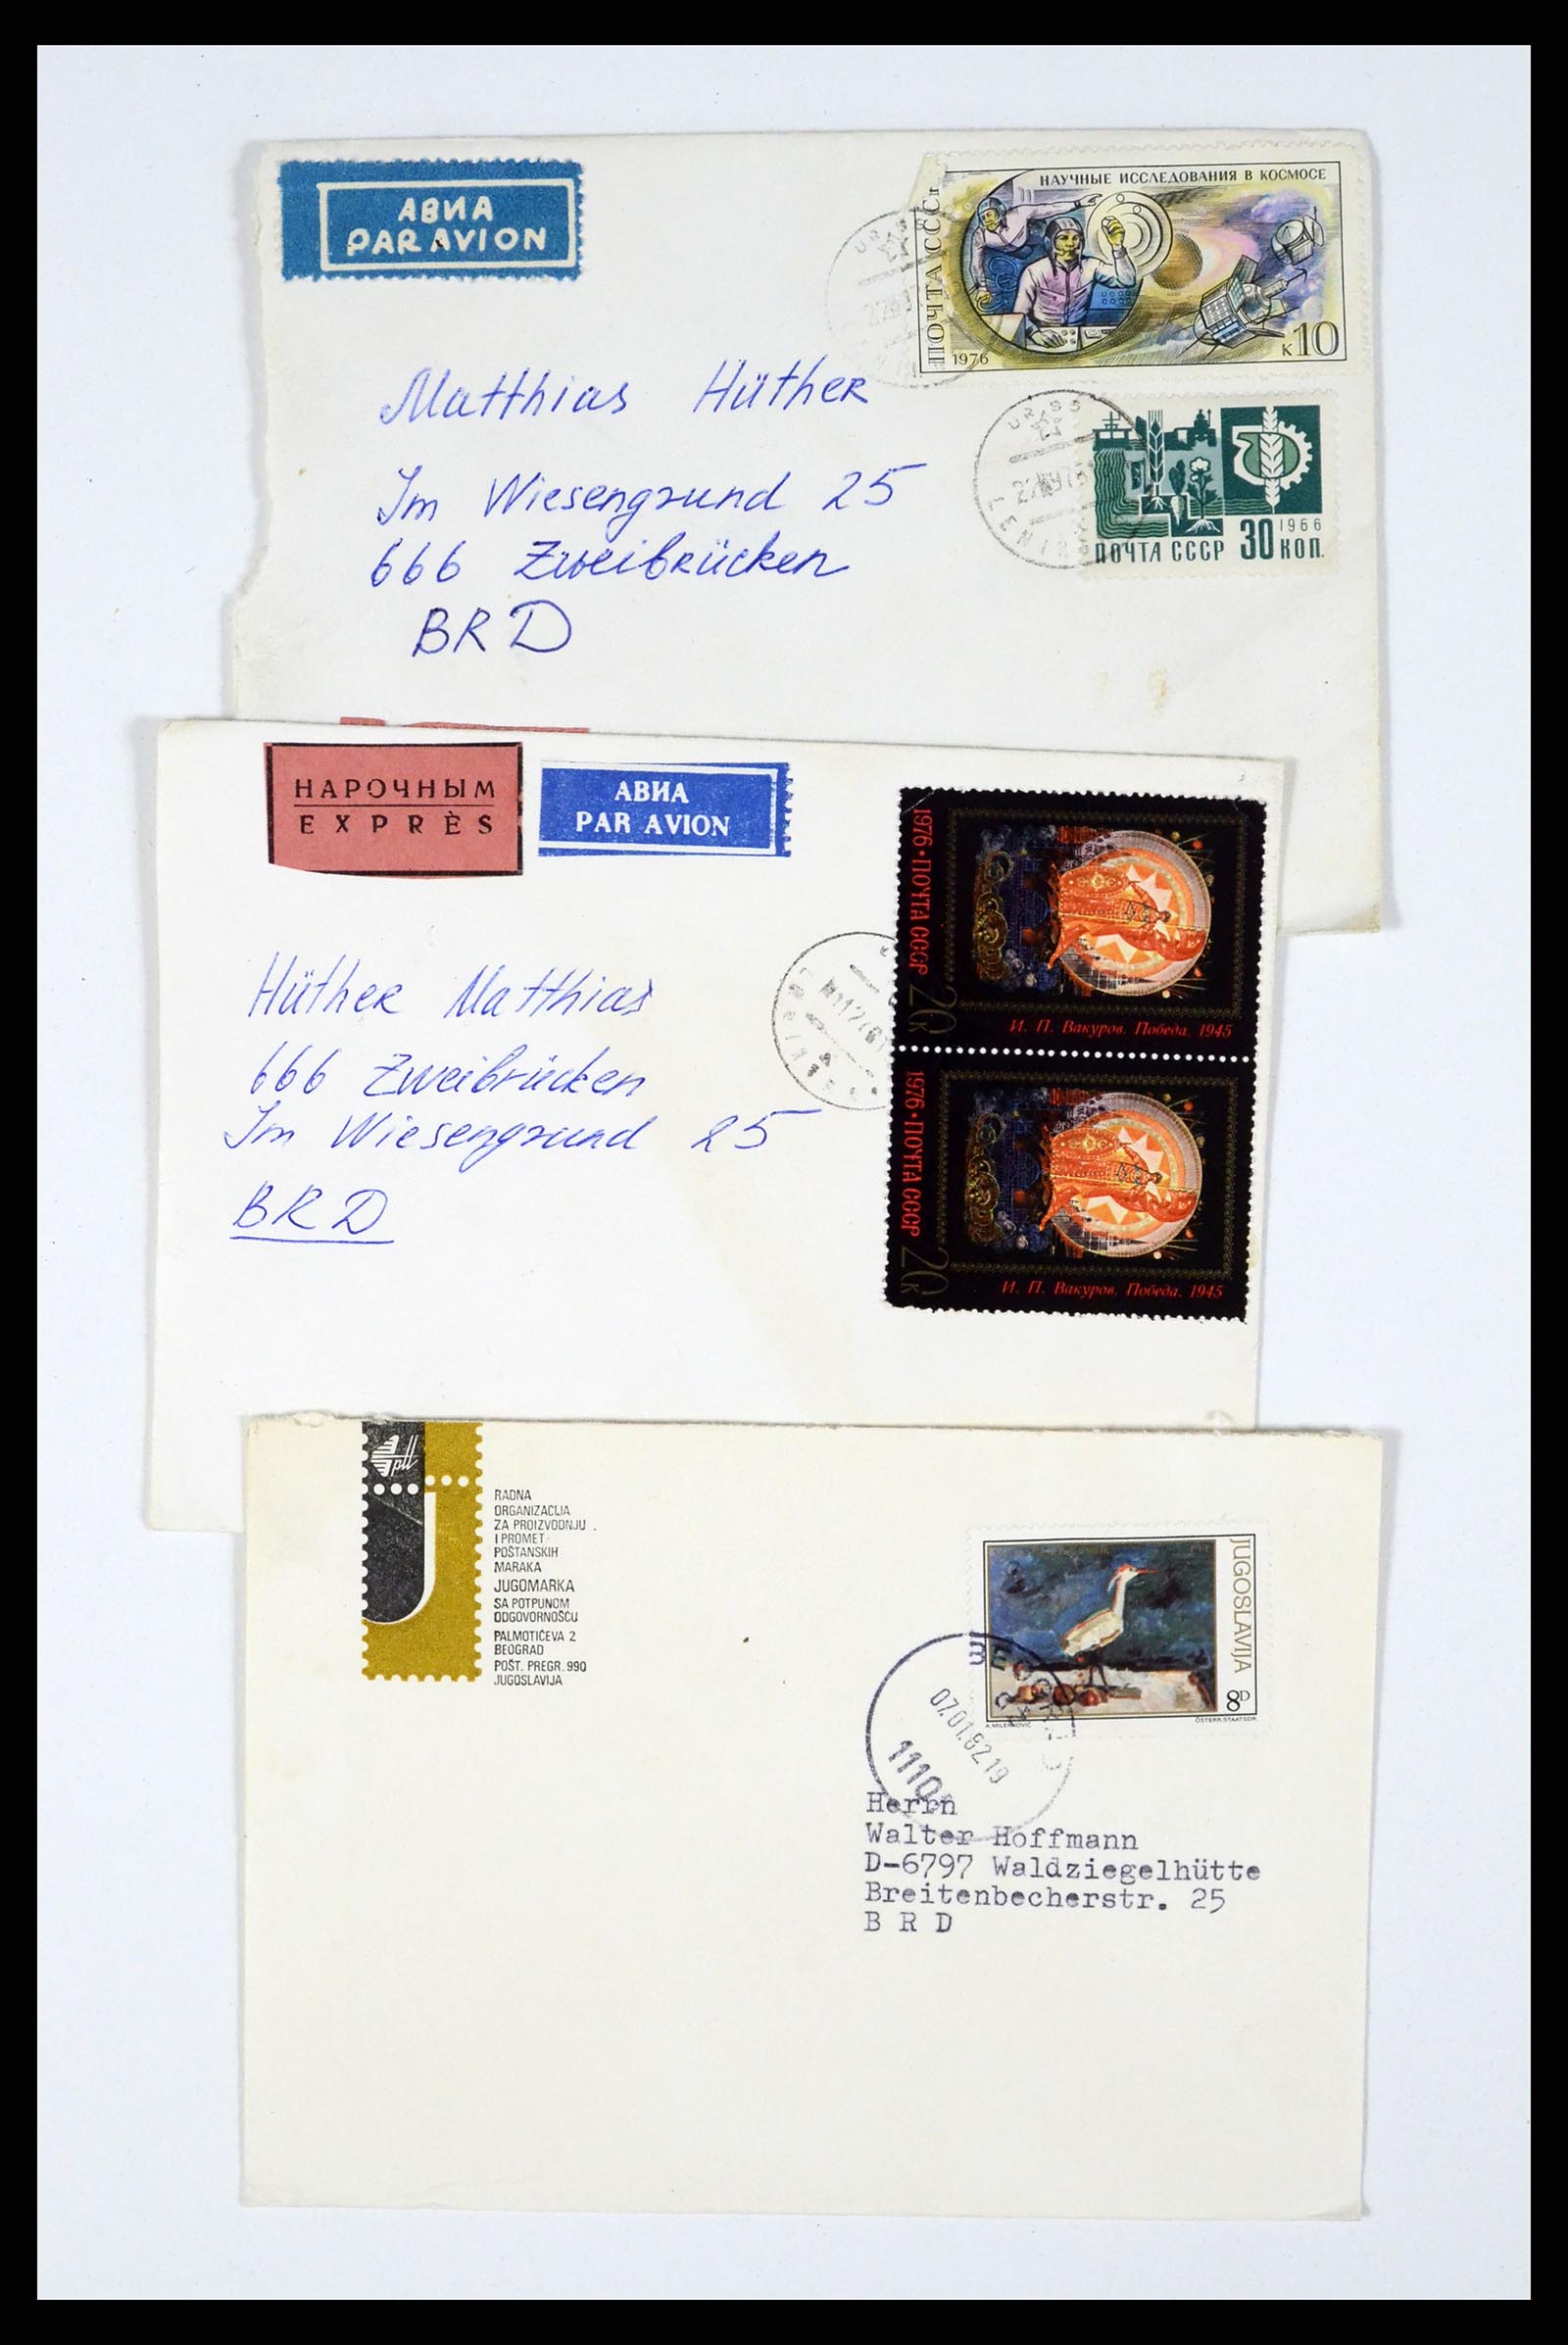 АВИА
PAR AVION
НАУЧНЫЕ ИССЛЕДОВАНИЯ В КОСМОСЕ
ПОЧТА СССР
1976
К10
Matthias Hüther
Im Wiesengrund 25
666 Zweibrücken
BRD
1966
ПОЧТА СССР 30 КОП.
НАРОЧНЫМ
EXPRÈS
АВИА
PAR AVION
1976·ПОЧТА СССР 20к
И. П. Вакуров. Победа. 1945
1976·ПОЧТА СССР 20к
И. П. Вакуров. Победа. 1945
Hüther Matthias
666 Zweibrücken
Im Wiesengrund 25
BRD
ptt
RADNA
ORGANIZACIJA
ZA PROIZVODNJU
I PROMET
POŠTANSKIH
MARAKA
JUGOMARKA
SA POTPUNOM
ODGOVORNOŠĆU
PALMOTIĆEVA 2
BEOGRAD
POŠT. PREGR. 990
JUGOSLAVIJA
JUGOSLAVIJA
8D
A. MILENKOVIĆ
ÖSTERR. STAATSDR.
07.01.82.19
Herrn
Walter Hoffmann
D-6797 Waldziegelhütte
Breitenbecherstr. 25
B R D